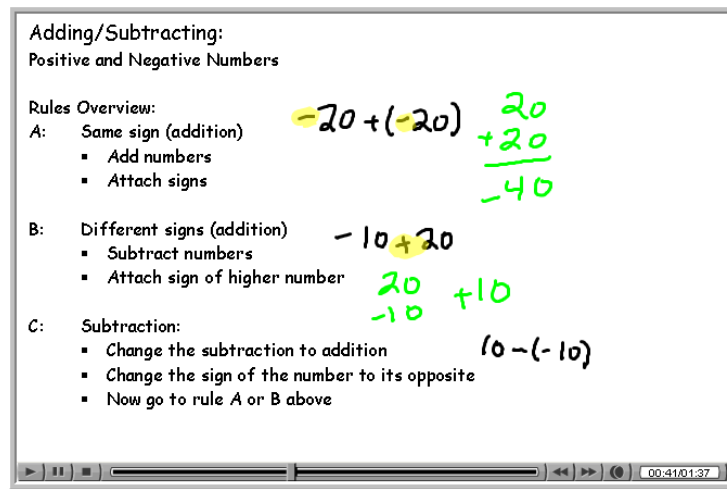 Adding/Subtracting:
Positive and Negative Numbers
Rules Overview:
A: Same sign (addition)
▪ Add numbers
▪ Attach signs
-20 + (-20)
20
+20
-40
B: Different signs (addition)
▪ Subtract numbers
▪ Attach sign of higher number
-10 + 20
20
-10
+10
C: Subtraction:
▪ Change the subtraction to addition
▪ Change the sign of the number to its opposite
▪ Now go to rule A or B above
10 - (-10)
00:41/01:37